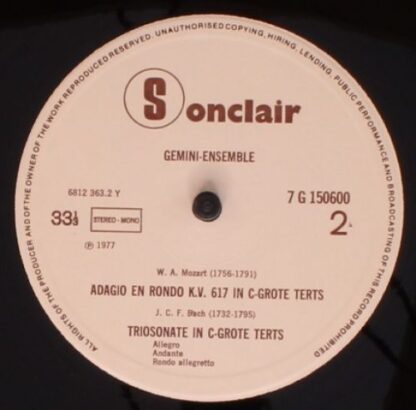 ALL RIGHTS OF THE PRODUCER AND OF THE OWNER OF THE WORK REPRODUCED RESERVED. UNAUTHORISED COPYING, HIRING, LENDING, PUBLIC PERFORMANCE AND BROADCASTING OF THIS RECORD PROHIBITED
Sonclair
GEMINI-ENSEMBLE
6812 363.2 Y
7 G 150600
33⅓
STEREO - MONO
2
℗ 1977
W. A. Mozart (1756-1791)
ADAGIO EN RONDO K.V. 617 IN C-GROTE TERTS
J. C. F. Bach (1732-1795)
TRIOSONATE IN C-GROTE TERTS
Allegro
Andante
Rondo allegretto